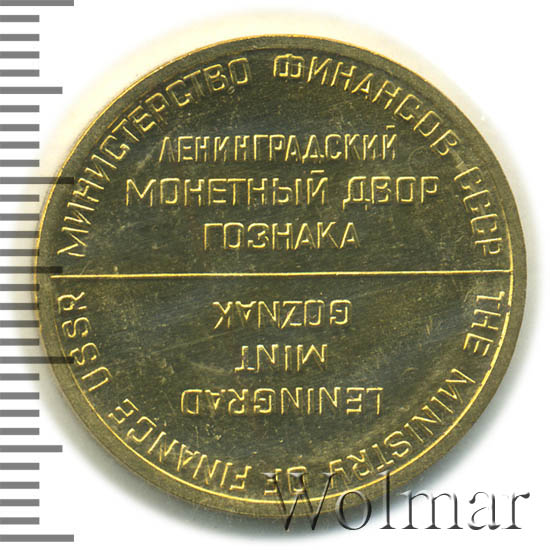 МИНИСТЕРСТВО ФИНАНСОВ СССР
ЛЕНИНГРАДСКИЙ
МОНЕТНЫЙ ДВОР
ГОЗНАКА
THE MINISTRY OF FINANCE USSR
LENINGRAD
MINT
GOZNAK
Wolmar